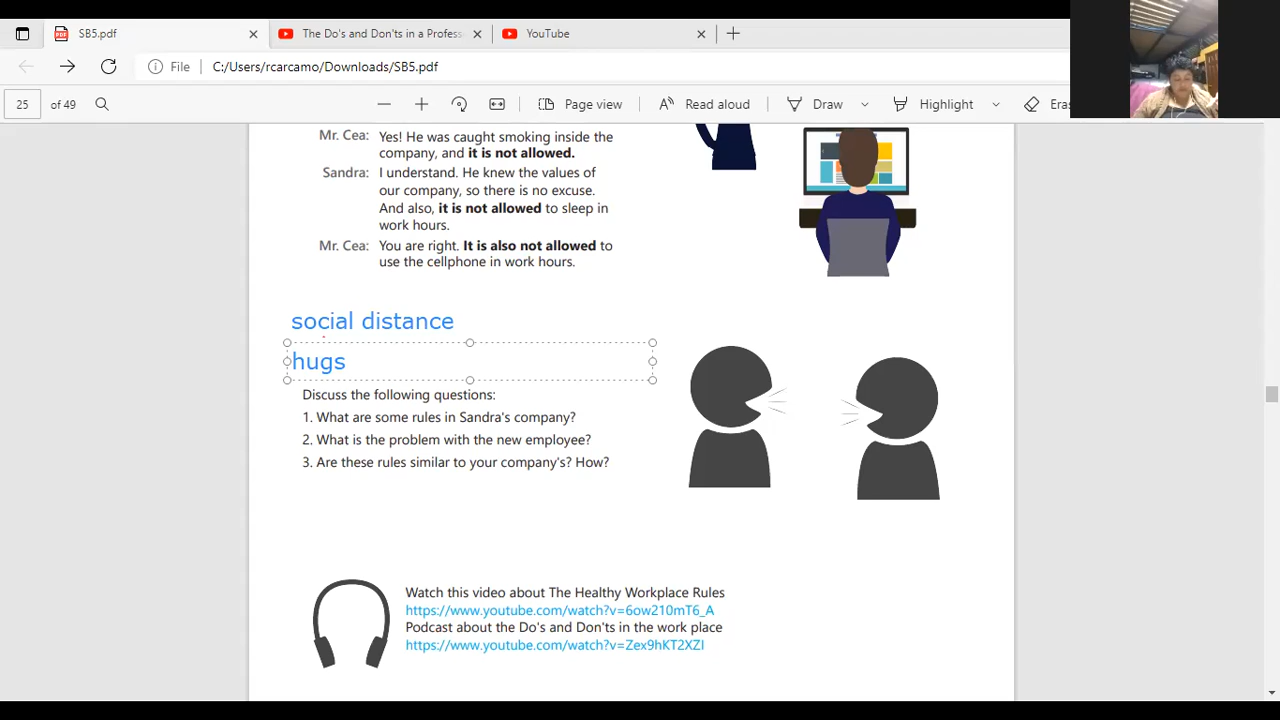 SB5.pdf
The Do's and Don'ts in a Profess
YouTube
File C:/Users/rcarcamo/Downloads/SB5.pdf
25 of 49 Page view Read aloud Draw Highlight Eras
Mr. Cea: Yes! He was caught smoking inside the
company, and it is not allowed.
Sandra: I understand. He knew the values of
our company, so there is no excuse.
And also, it is not allowed to sleep in
work hours.
Mr. Cea: You are right. It is also not allowed to
use the cellphone in work hours.
social distance
hugs
Discuss the following questions:
1. What are some rules in Sandra's company?
2. What is the problem with the new employee?
3. Are these rules similar to your company's? How?
Watch this video about The Healthy Workplace Rules
https://www.youtube.com/watch?v=6ow210mT6_A
Podcast about the Do's and Don'ts in the work place
https://www.youtube.com/watch?v=Zex9hKT2XZI